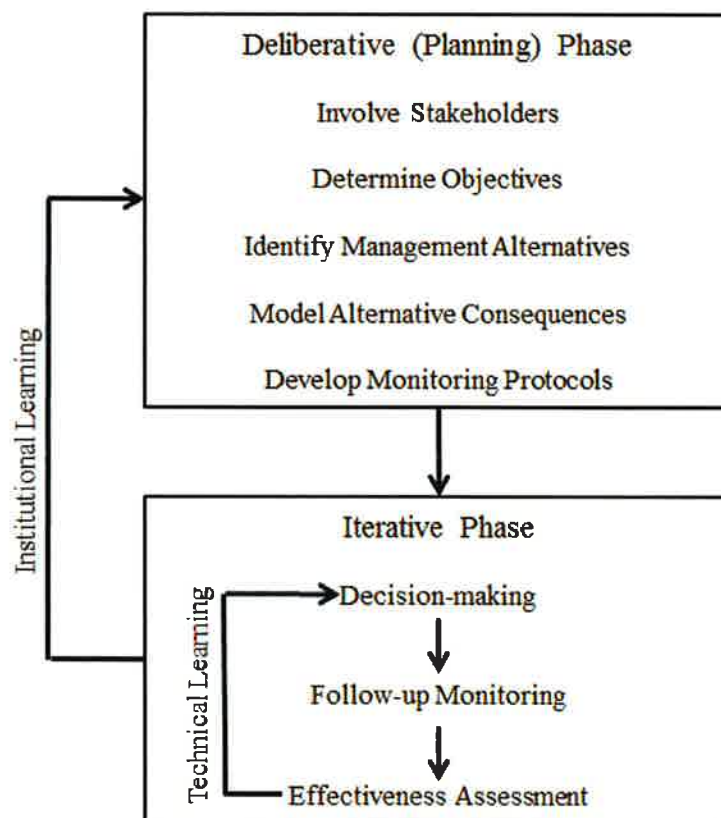 Deliberative (Planning) Phase
Involve Stakeholders
Determine Objectives
Identify Management Alternatives
Model Alternative Consequences
Develop Monitoring Protocols
Institutional Learning
Iterative Phase
Decision-making
Technical Learning
Follow-up Monitoring
Effectiveness Assessment